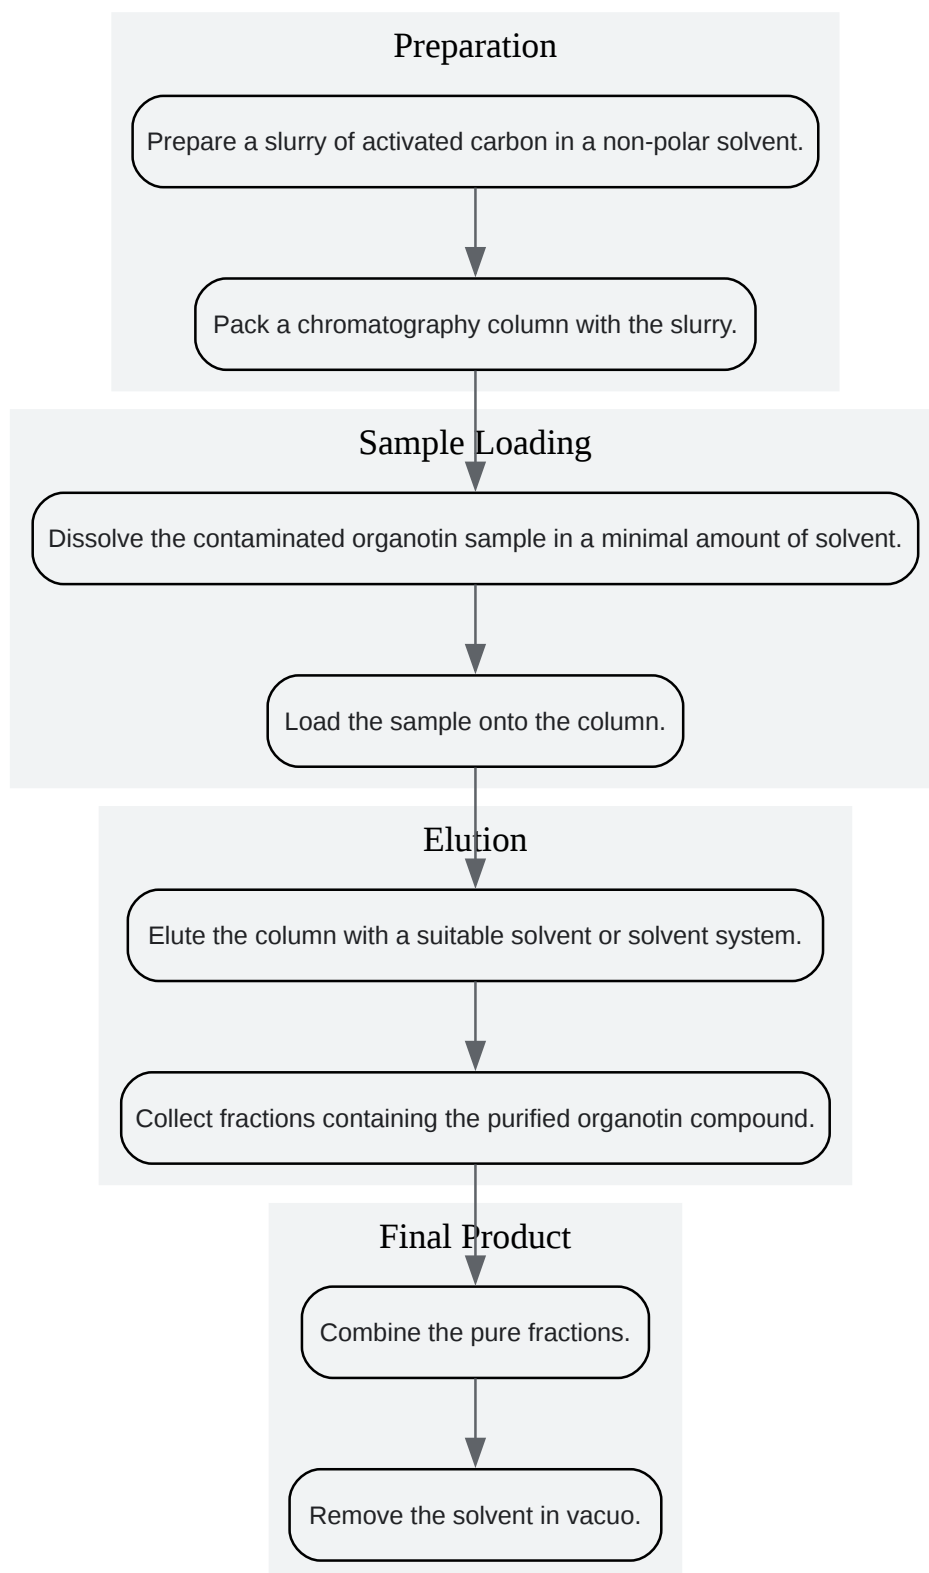 Preparation
Prepare a slurry of activated carbon in a non-polar solvent.
Pack a chromatography column with the slurry.
Sample Loading
Dissolve the contaminated organotin sample in a minimal amount of solvent.
Load the sample onto the column.
Elution
Elute the column with a suitable solvent or solvent system.
Collect fractions containing the purified organotin compound.
Final Product
Combine the pure fractions.
Remove the solvent in vacuo.